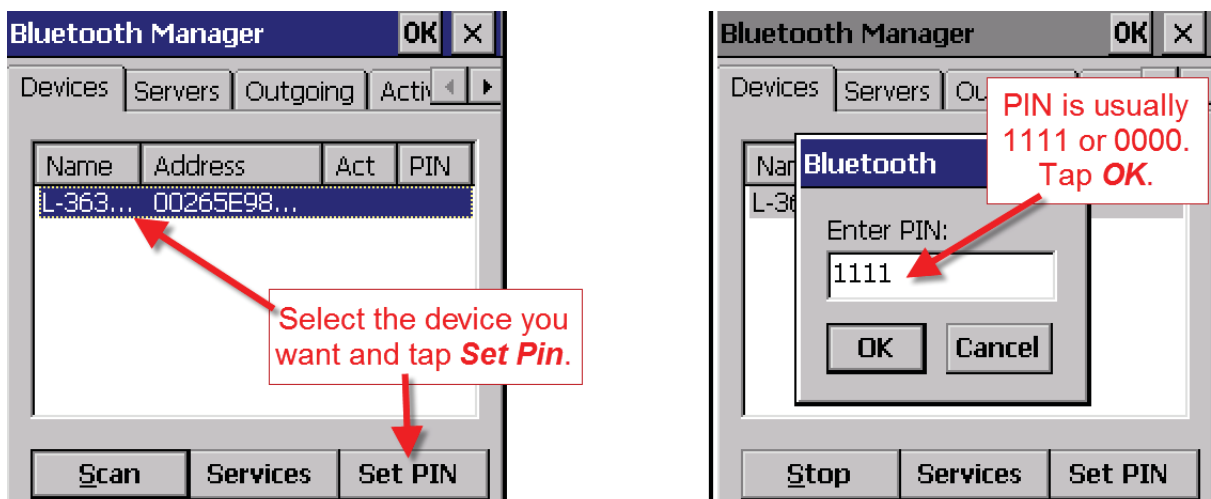 Bluetooth Manager OK ×
Devices Servers Outgoing Activ
Name Address Act PIN
L-363... 00265E98...
Select the device you
want and tap Set Pin.
Scan Services Set PIN
Bluetooth Manager OK ×
Devices Servers Ou
PIN is usually
1111 or 0000.
Tap OK.
Nar
L-36
Bluetooth
Enter PIN:
1111
OK Cancel
Stop Services Set PIN